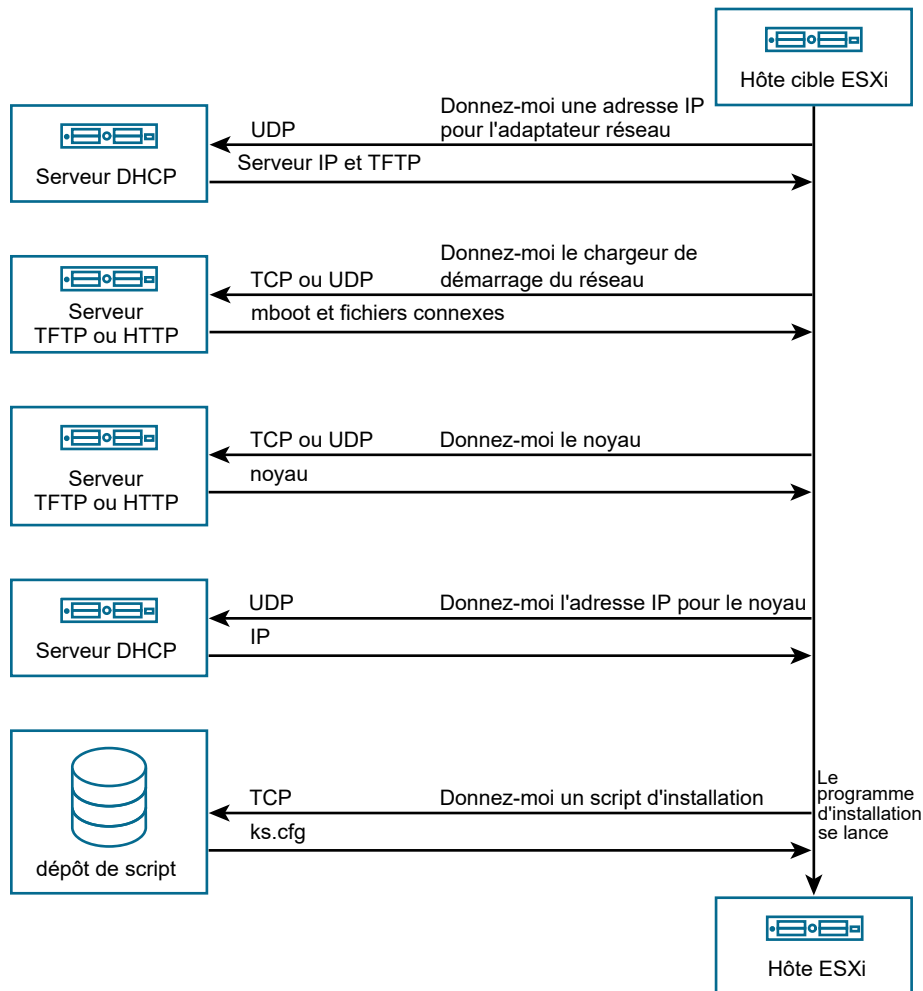 Hôte cible ESXi
Donnez-moi une adresse IP
pour l'adaptateur réseau
UDP
Serveur IP et TFTP
Serveur DHCP
Donnez-moi le chargeur de
démarrage du réseau
TCP ou UDP
mboot et fichiers connexes
Serveur
TFTP ou HTTP
TCP ou UDP
Donnez-moi le noyau
noyau
Serveur
TFTP ou HTTP
UDP
Donnez-moi l'adresse IP pour le noyau
IP
Serveur DHCP
TCP
Donnez-moi un script d'installation
ks.cfg
dépôt de script
Le
programme
d'installation
se lance
Hôte ESXi